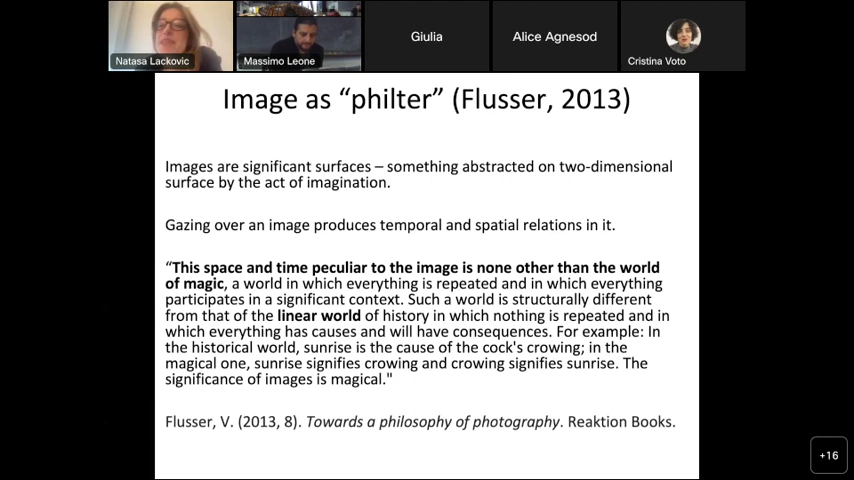 Natasa Lackovic
Massimo Leone
Giulia
Alice Agnesod
Cristina Voto
Image as “philter” (Flusser, 2013)
Images are significant surfaces – something abstracted on two-dimensional
surface by the act of imagination.
Gazing over an image produces temporal and spatial relations in it.
“This space and time peculiar to the image is none other than the world
of magic, a world in which everything is repeated and in which everything
participates in a significant context. Such a world is structurally different
from that of the linear world of history in which nothing is repeated and in
which everything has causes and will have consequences. For example: In
the historical world, sunrise is the cause of the cock's crowing; in the
magical one, sunrise signifies crowing and crowing signifies sunrise. The
significance of images is magical."
Flusser, V. (2013, 8). Towards a philosophy of photography. Reaktion Books.
+16